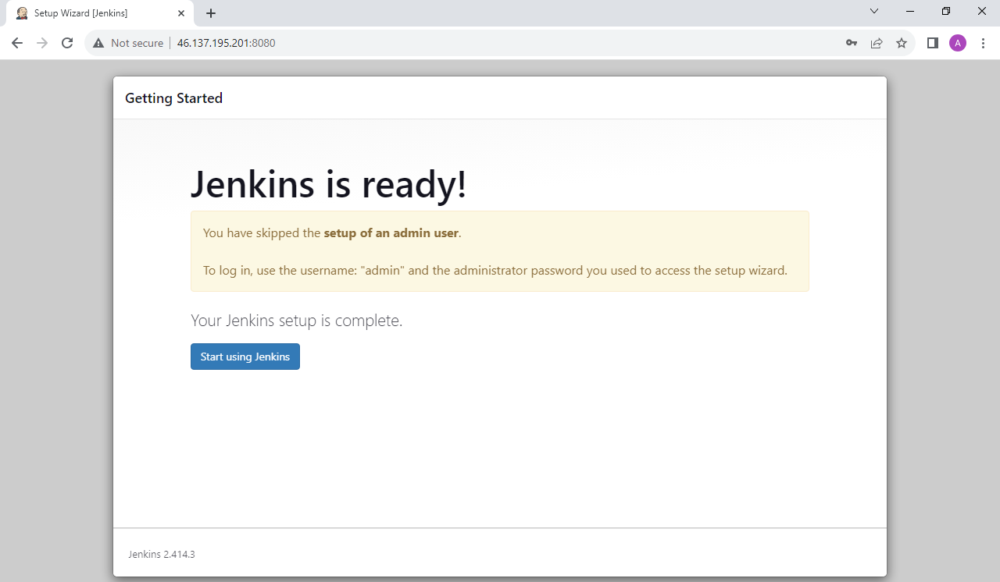 Setup Wizard [Jenkins]
Not secure
46.137.195.201:8080
A
Getting Started
Jenkins is ready!
You have skipped the setup of an admin user.
To log in, use the username: "admin" and the administrator password you used to access the setup wizard.
Your Jenkins setup is complete.
Start using Jenkins
Jenkins 2.414.3